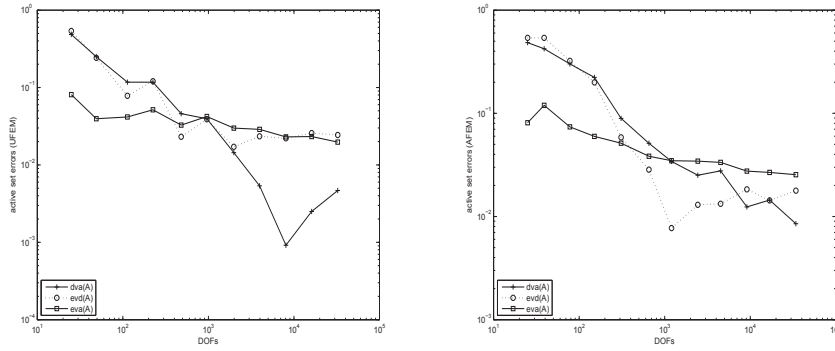 10^0
10^-1
10^-2
10^-3
10^-4
10^1
10^2
10^3
10^4
10^5
DOFs
active set errors (UFEM)
dva(A)
evd(A)
eva(A)
10^0
10^-1
10^-2
10^-3
10^1
10^2
10^3
10^4
DOFs
active set errors (AFEM)
dva(A)
evd(A)
eva(A)